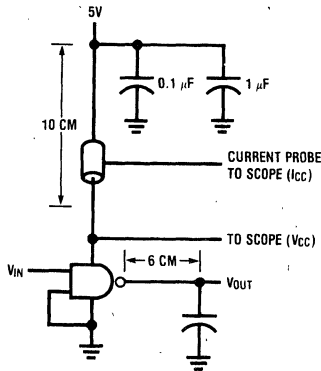 5V
0.1 µF
1 µF
10 CM
CURRENT PROBE
TO SCOPE (ICC)
TO SCOPE (VCC)
6 CM
VIN
VOUT